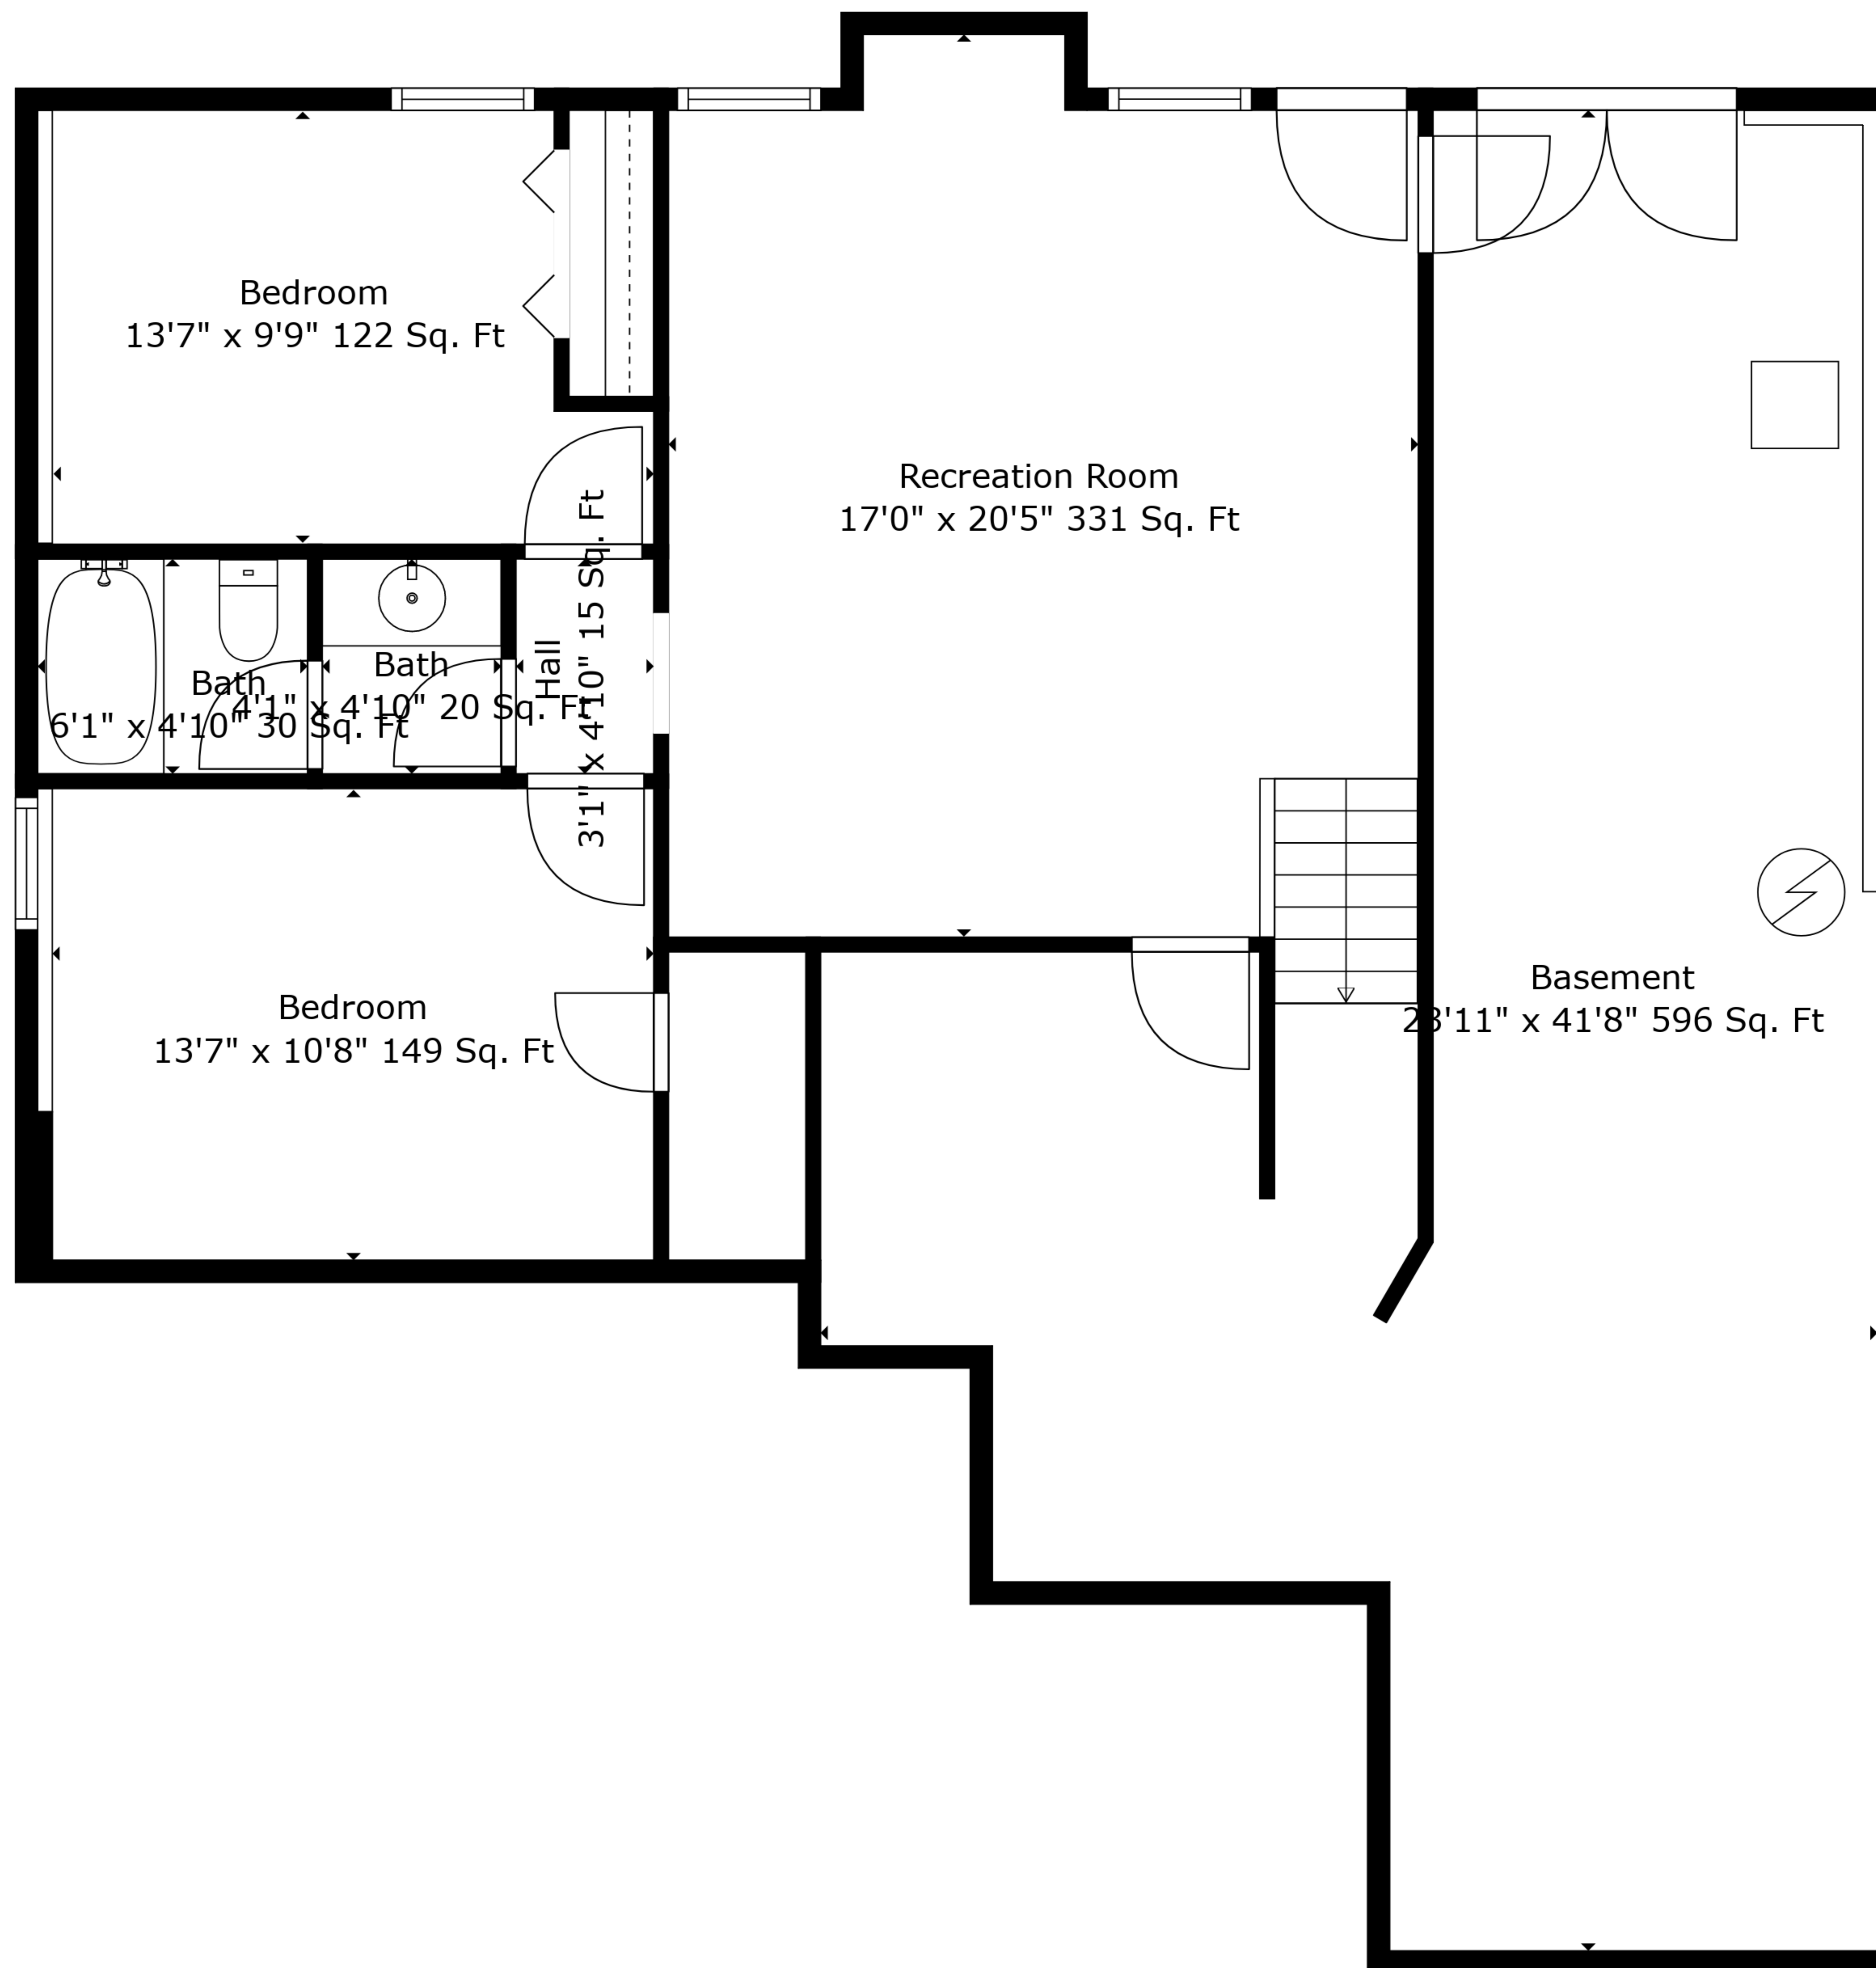 Bedroom
13'7" x 9'9" 122 Sq. Ft
Recreation Room
17'0" x 20'5" 331 Sq. Ft
Bath
6'1" x 4'10" 30 Sq. Ft
Bath
4'1" x 4'10" 20 Sq. Ft
Hall
3'1" x 4'10" 15 Sq. Ft
Bedroom
13'7" x 10'8" 149 Sq. Ft
Basement
23'11" x 41'8" 596 Sq. Ft